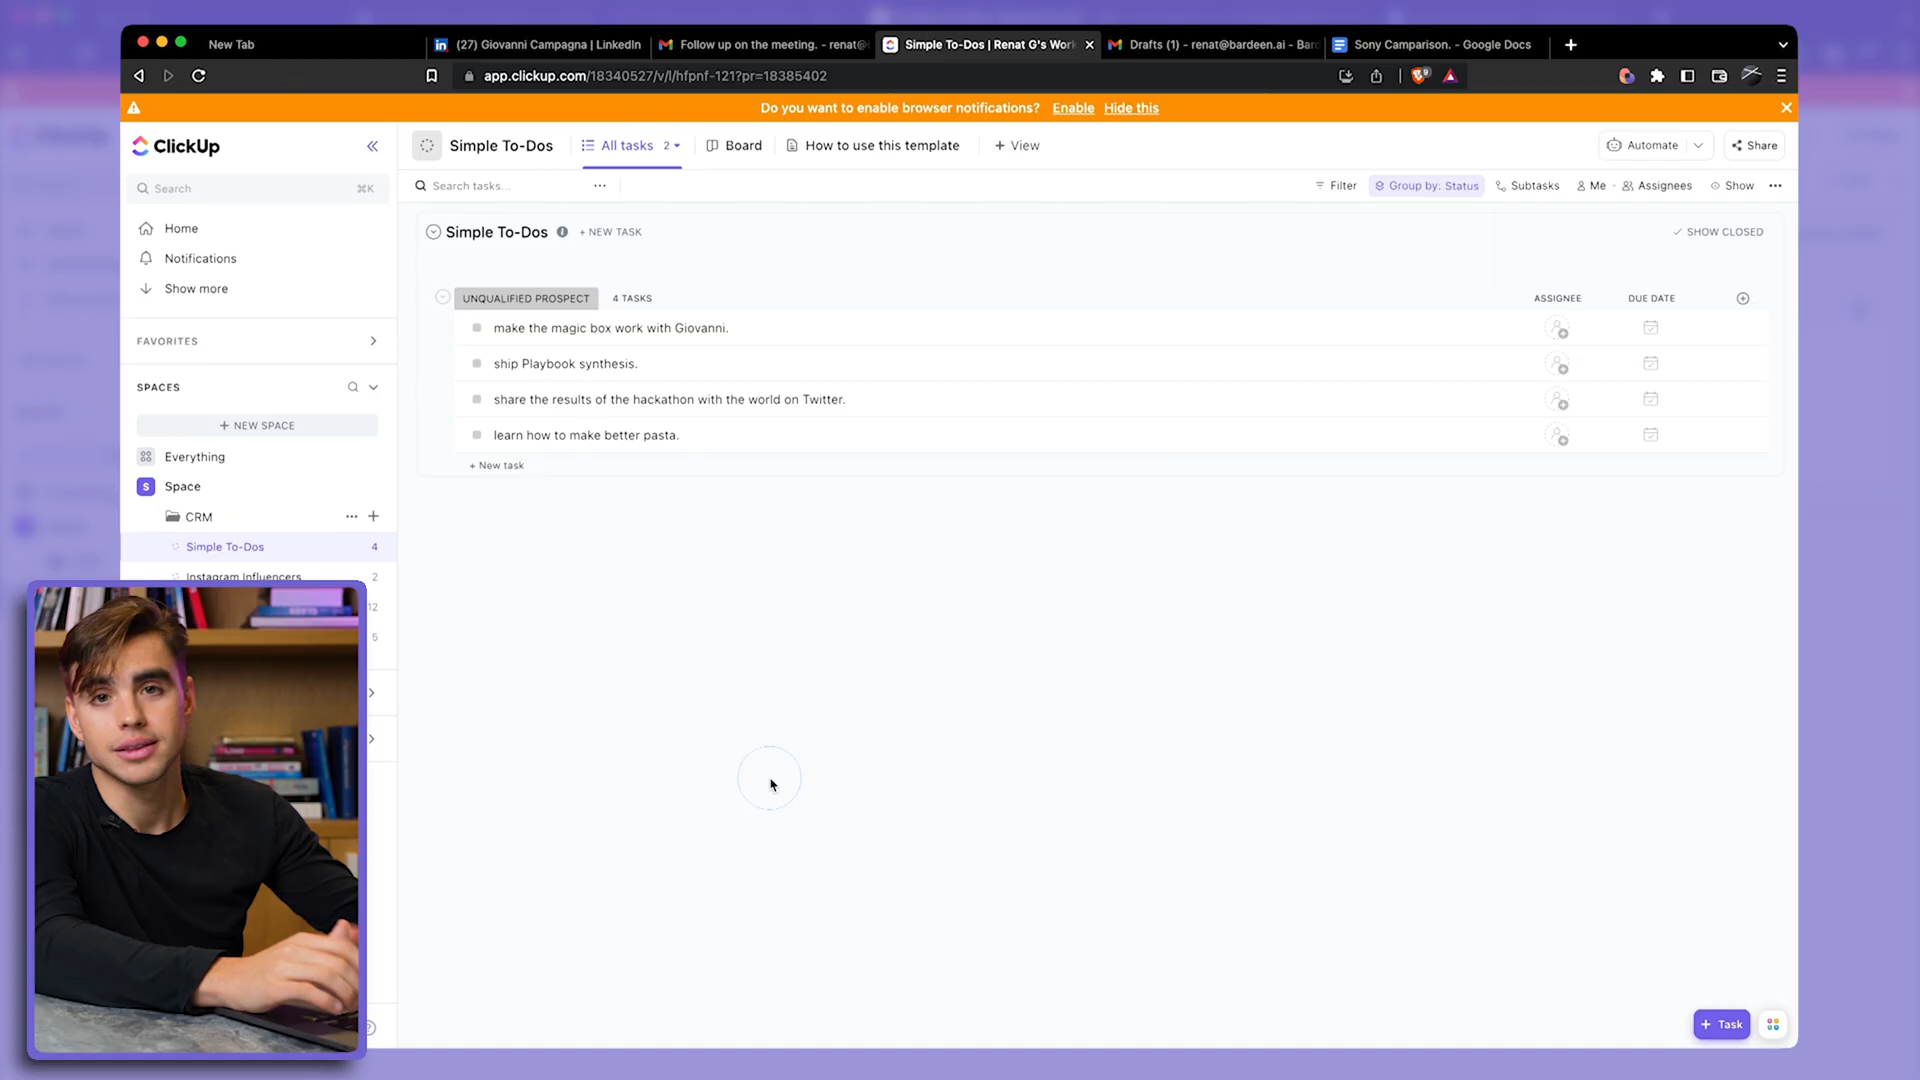 New Tab
(27) Giovanni Campagna | LinkedIn
Follow up on the meeting. - renat@
Simple To-Dos | Renat G's Work
Drafts (1) - renat@bardeen.ai - Bar
Sony Camparison. - Google Docs
app.clickup.com/18340527/v/l/hfpnf-121?pr=18385402
Do you want to enable browser notifications? Enable Hide this
ClickUp
Simple To-Dos
All tasks 2
Board
How to use this template
+ View
Automate
Share
Search ⌘K
Search tasks...
Filter
Group by: Status
Subtasks
Me
Assignees
Show
Home
Notifications
Show more
Simple To-Dos
+ NEW TASK
SHOW CLOSED
UNQUALIFIED PROSPECT
4 TASKS
ASSIGNEE
DUE DATE
make the magic box work with Giovanni.
ship Playbook synthesis.
share the results of the hackathon with the world on Twitter.
learn how to make better pasta.
+ New task
FAVORITES
SPACES
+ NEW SPACE
Everything
S Space
CRM
Simple To-Dos 4
Instagram Influencers 2
12
5
+ Task